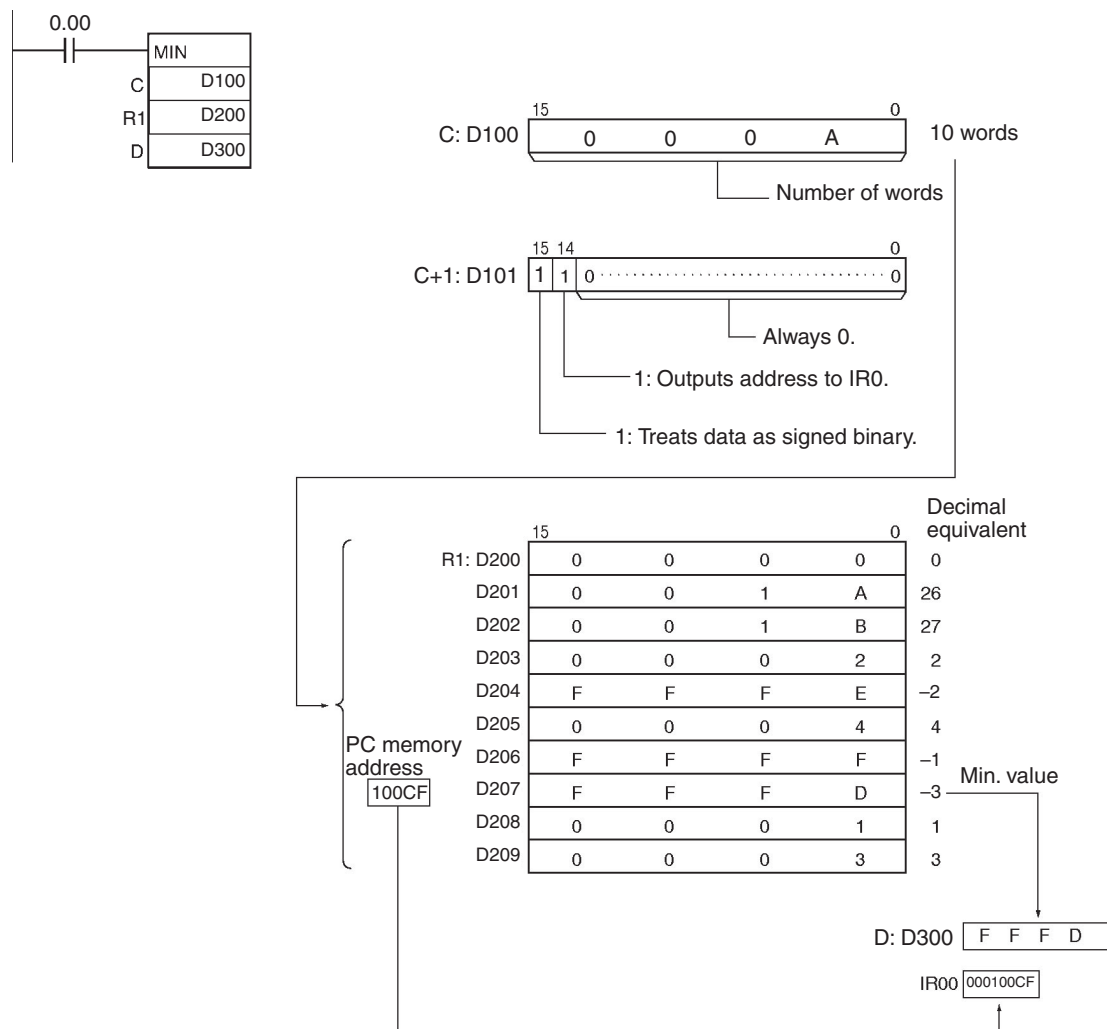 0.00
MIN
C D100
R1 D200
D D300
15 0
C: D100 0 0 0 A 10 words
Number of words
15 14 0
C+1: D101 1 1 0 0
Always 0.
1: Outputs address to IR0.
1: Treats data as signed binary.
Decimal
equivalent
15 0
R1: D200 0 0 0 0 0
D201 0 0 1 A 26
D202 0 0 1 B 27
D203 0 0 0 2 2
D204 F F F E –2
D205 0 0 0 4 4
D206 F F F F –1
D207 F F F D –3
D208 0 0 0 1 1
D209 0 0 0 3 3
PC memory
address
100CF
Min. value
D: D300 F F F D
IR00 000100CF